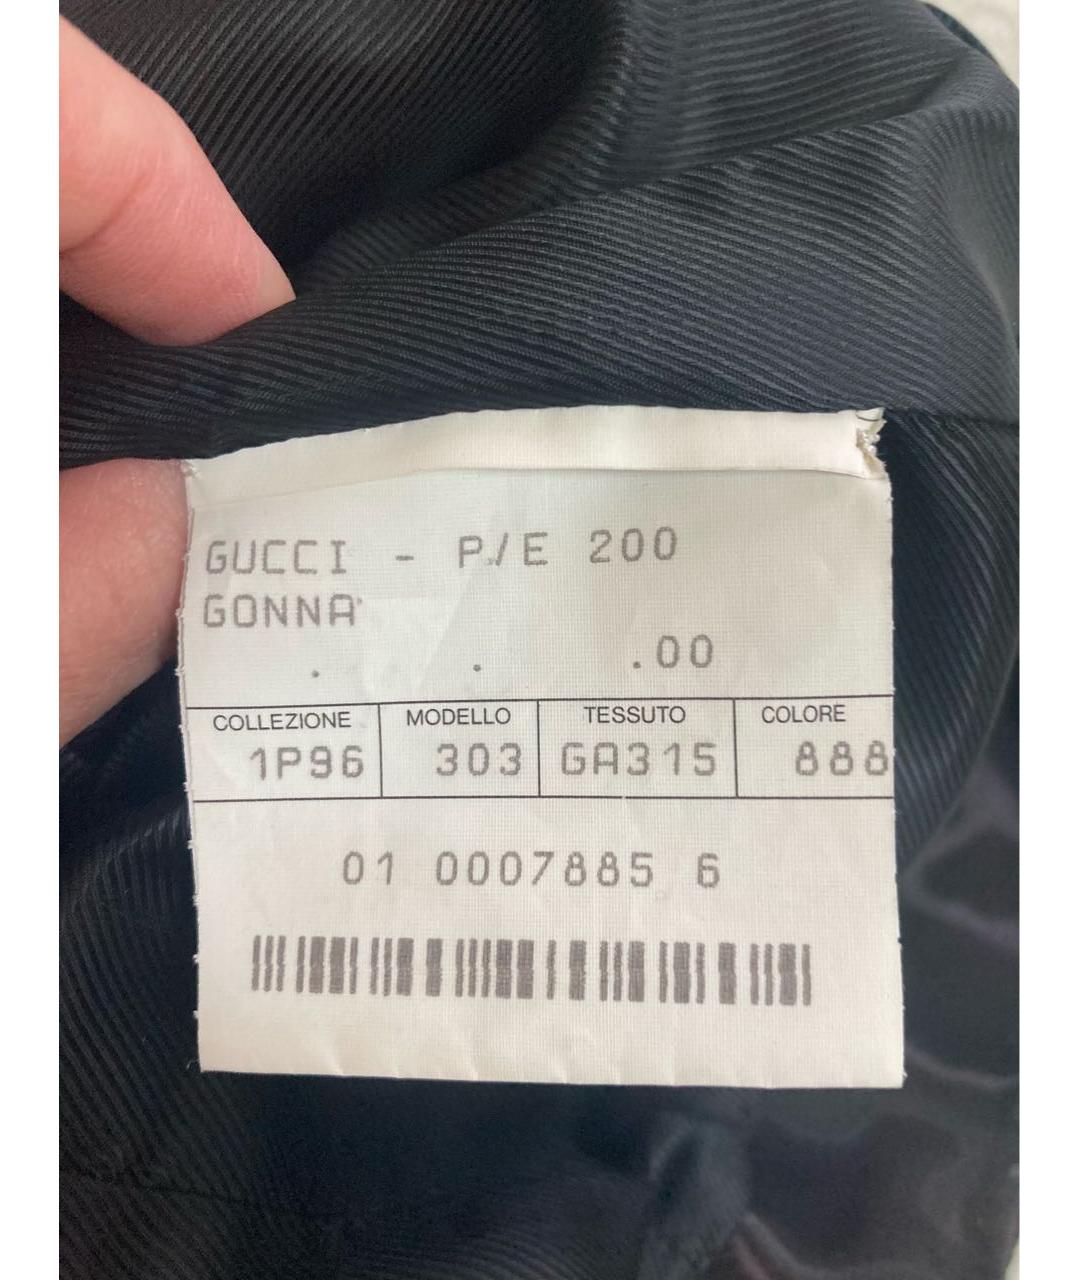 GUCCI - P/E 200
GONNA'
. . .00
COLLEZIONE MODELLO TESSUTO COLORE
1P96 303 GA315 888
01 0007885 6